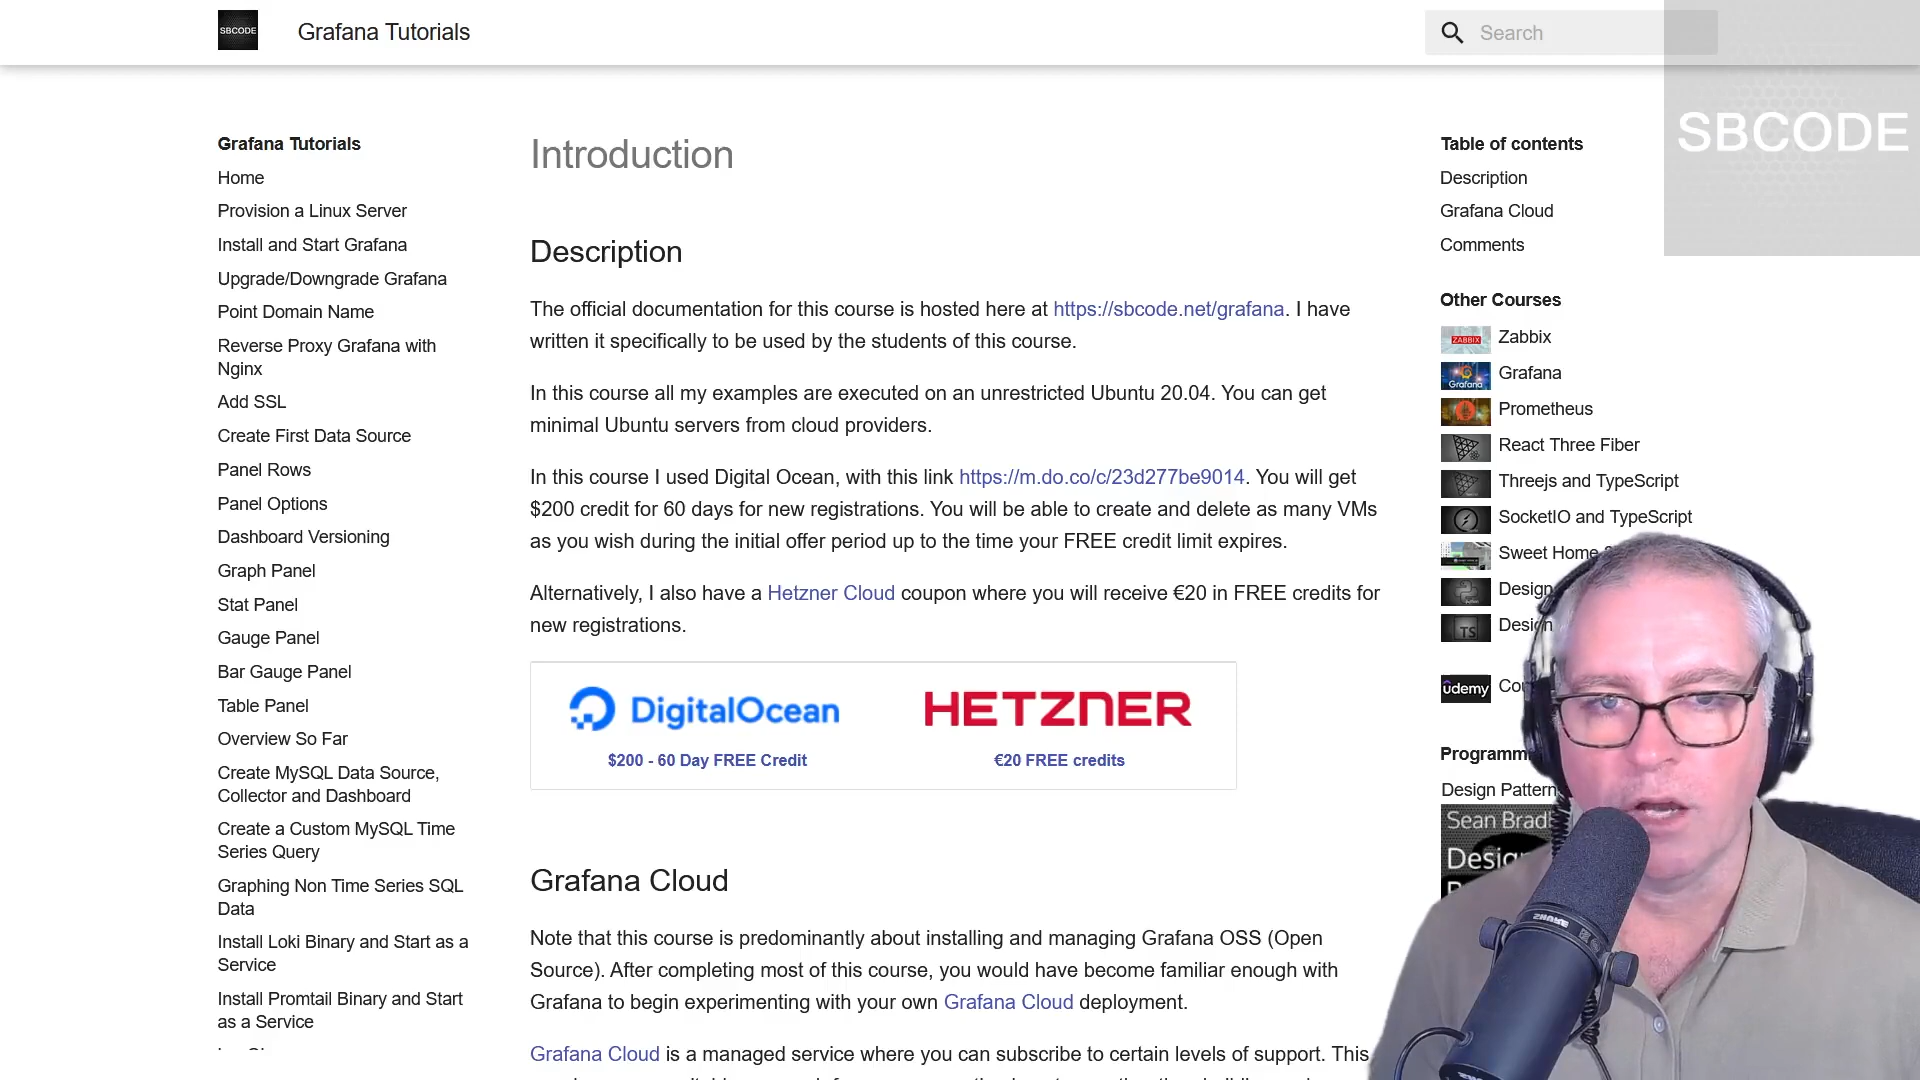 SBCODE
Grafana Tutorials
Search
SBCODE
Grafana Tutorials
Home
Provision a Linux Server
Install and Start Grafana
Upgrade/Downgrade Grafana
Point Domain Name
Reverse Proxy Grafana with
Nginx
Add SSL
Create First Data Source
Panel Rows
Panel Options
Dashboard Versioning
Graph Panel
Stat Panel
Gauge Panel
Bar Gauge Panel
Table Panel
Overview So Far
Create MySQL Data Source,
Collector and Dashboard
Create a Custom MySQL Time
Series Query
Graphing Non Time Series SQL
Data
Install Loki Binary and Start as a
Service
Install Promtail Binary and Start
as a Service
Introduction
Description
The official documentation for this course is hosted here at https://sbcode.net/grafana. I have
written it specifically to be used by the students of this course.
In this course all my examples are executed on an unrestricted Ubuntu 20.04. You can get
minimal Ubuntu servers from cloud providers.
In this course I used Digital Ocean, with this link https://m.do.co/c/23d277be9014. You will get
$200 credit for 60 days for new registrations. You will be able to create and delete as many VMs
as you wish during the initial offer period up to the time your FREE credit limit expires.
Alternatively, I also have a Hetzner Cloud coupon where you will receive €20 in FREE credits for
new registrations.
DigitalOcean
$200 - 60 Day FREE Credit
HETZNER
€20 FREE credits
Grafana Cloud
Note that this course is predominantly about installing and managing Grafana OSS (Open
Source). After completing most of this course, you would have become familiar enough with
Grafana to begin experimenting with your own Grafana Cloud deployment.
Grafana Cloud is a managed service where you can subscribe to certain levels of support. This
Table of contents
Description
Grafana Cloud
Comments
Other Courses
ZABBIX Zabbix
Grafana Grafana
Prometheus
React Three Fiber
Threejs and TypeScript
SocketIO and TypeScript
Sweet Home
Design
TS Design
udemy Cou
Programm
Design Pattern
Sean Bradl
Design
SHURE